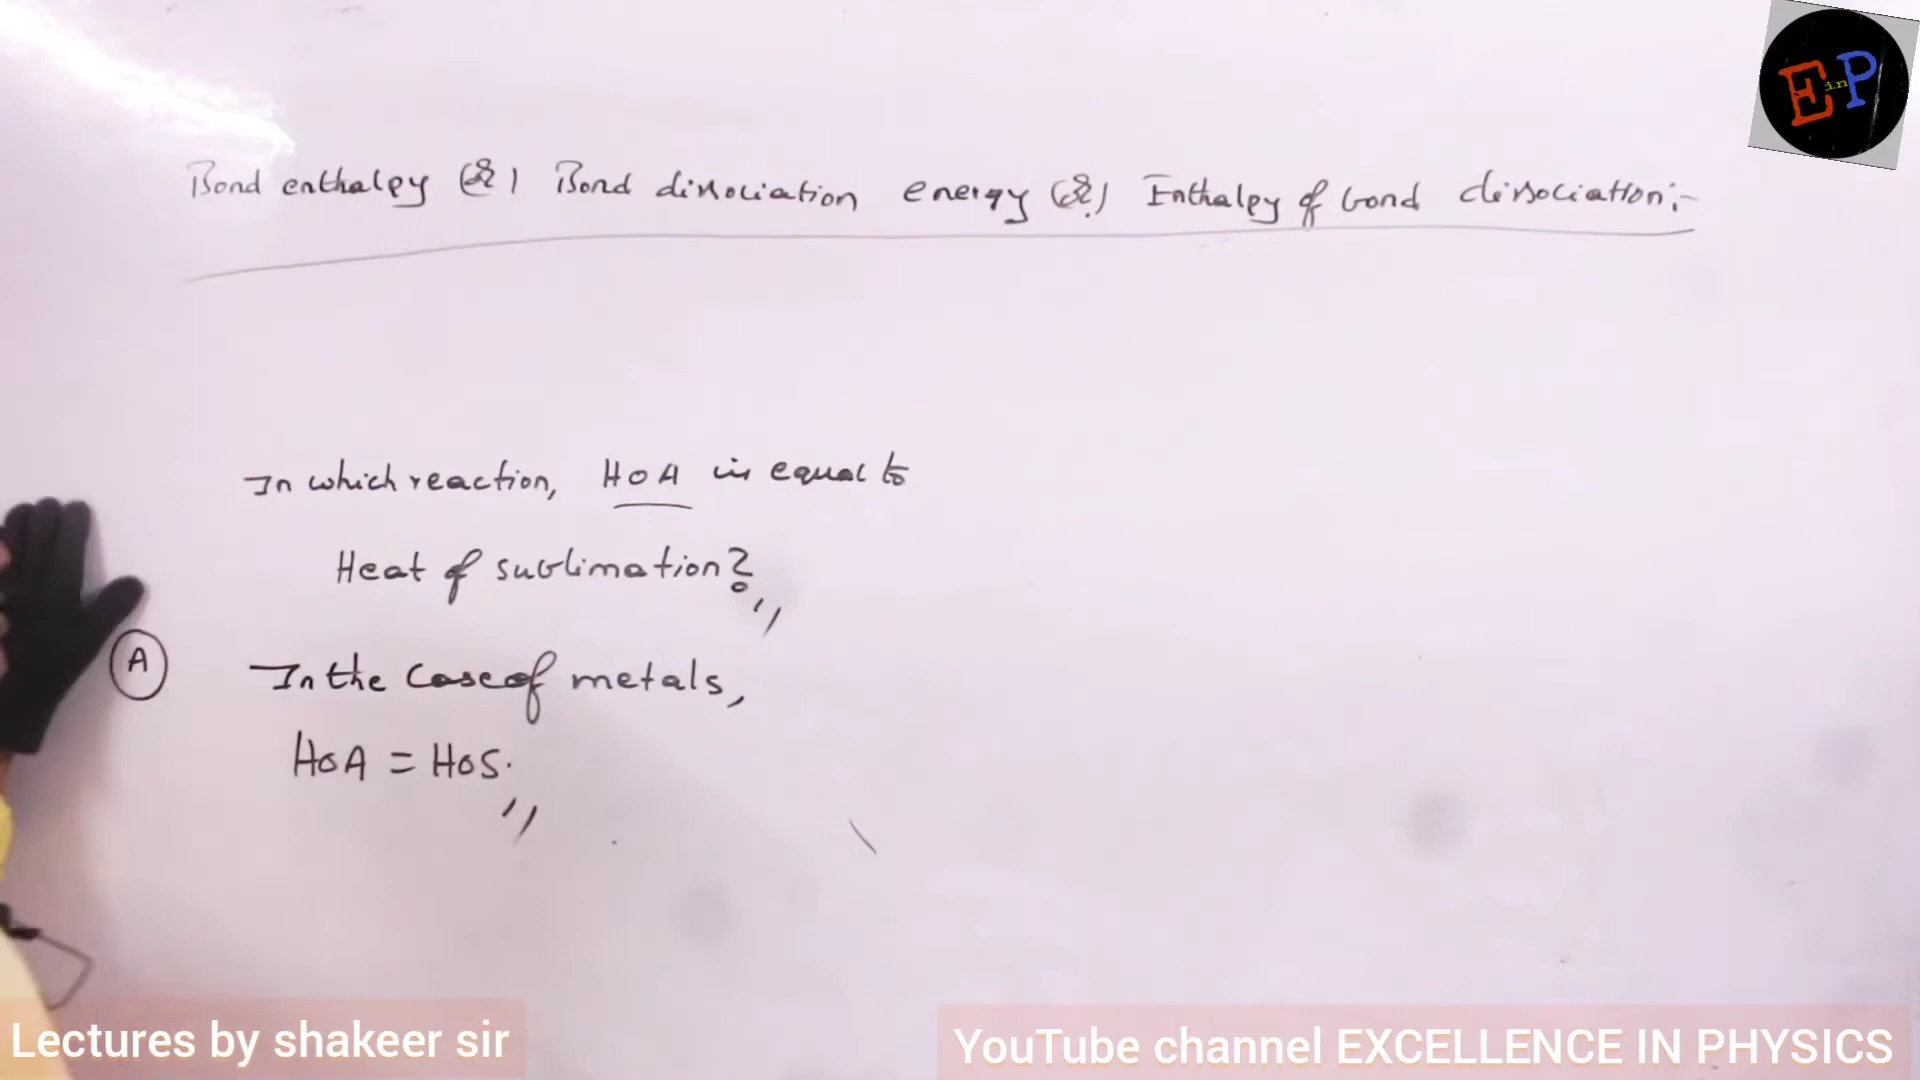 E in P
Bond enthalpy (or) Bond dissociation energy (or) Enthalpy of bond dissociation:-
In which reaction, HOA is equal to
Heat of sublimation?
A
In the case of metals,
HOA = HOS.
Lectures by shakeer sir
YouTube channel EXCELLENCE IN PHYSICS